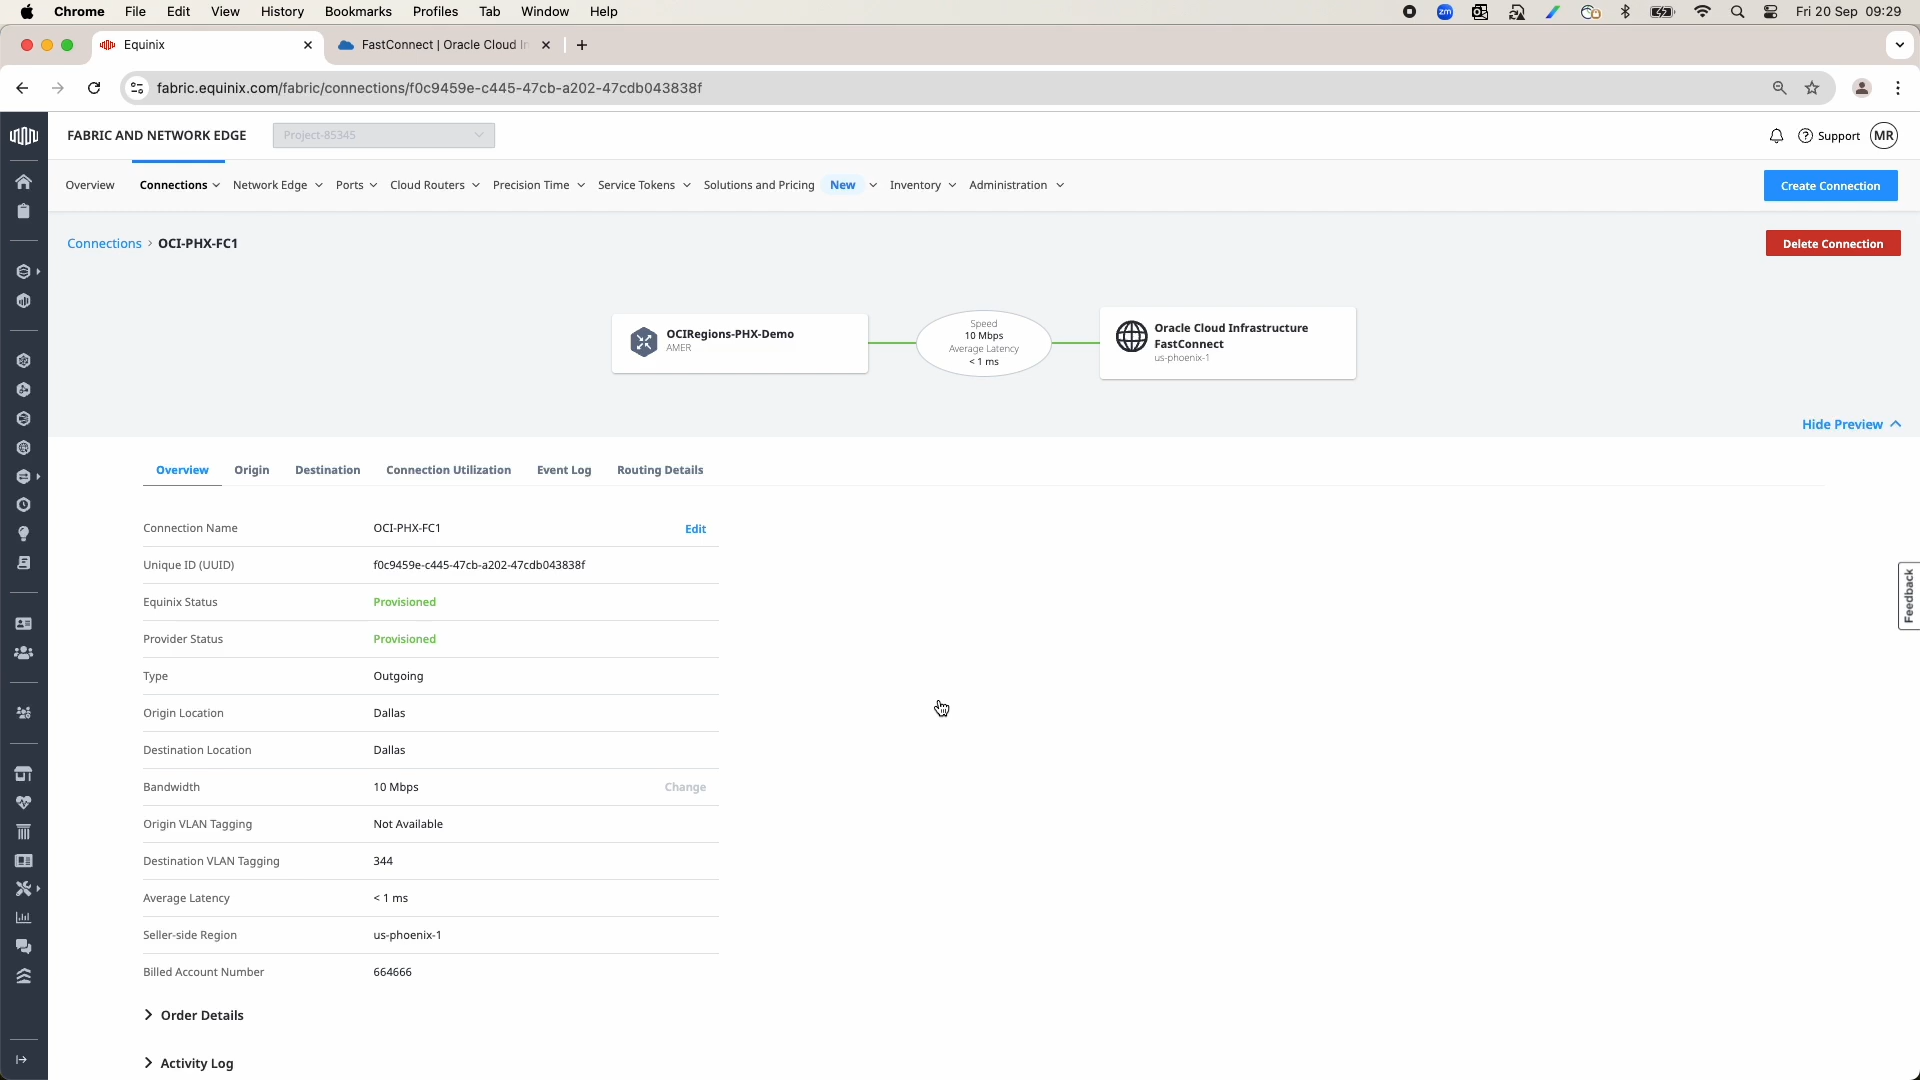 Chrome File Edit View History Bookmarks Profiles Tab Window Help
zm
Fri 20 Sep 09:29
Equinix
FastConnect | Oracle Cloud In
fabric.equinix.com/fabric/connections/f0c9459e-c445-47cb-a202-47cdb043838f
FABRIC AND NETWORK EDGE
Project-85345
Support MR
Overview Connections Network Edge Ports Cloud Routers Precision Time Service Tokens Solutions and Pricing New Inventory Administration
Create Connection
Connections › OCI-PHX-FC1
Delete Connection
OCIRegions-PHX-Demo
AMER
Speed
10 Mbps
Average Latency
< 1 ms
Oracle Cloud Infrastructure
FastConnect
us-phoenix-1
Hide Preview
Overview Origin Destination Connection Utilization Event Log Routing Details
Connection Name OCI-PHX-FC1 Edit
Unique ID (UUID) f0c9459e-c445-47cb-a202-47cdb043838f
Equinix Status Provisioned
Provider Status Provisioned
Type Outgoing
Origin Location Dallas
Destination Location Dallas
Bandwidth 10 Mbps Change
Origin VLAN Tagging Not Available
Destination VLAN Tagging 344
Average Latency < 1 ms
Seller-side Region us-phoenix-1
Billed Account Number 664666
Order Details
Activity Log
Feedback